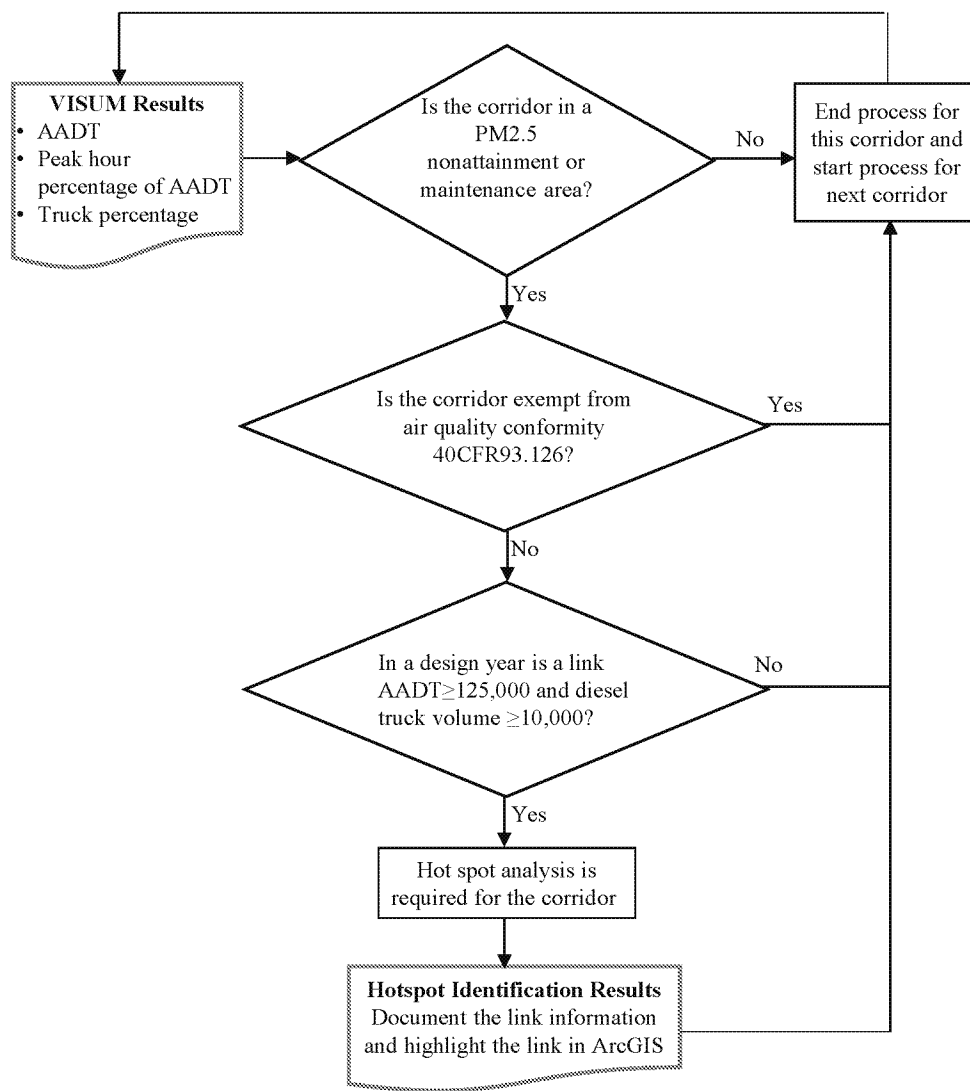 VISUM Results
• AADT
• Peak hour
percentage of AADT
• Truck percentage
Is the corridor in a
PM2.5
nonattainment or
maintenance area?
No
End process for
this corridor and
start process for
next corridor
Yes
Is the corridor exempt from
air quality conformity
40CFR93.126?
Yes
No
In a design year is a link
AADT≥125,000 and diesel
truck volume ≥10,000?
No
Yes
Hot spot analysis is
required for the corridor
Hotspot Identification Results
Document the link information
and highlight the link in ArcGIS